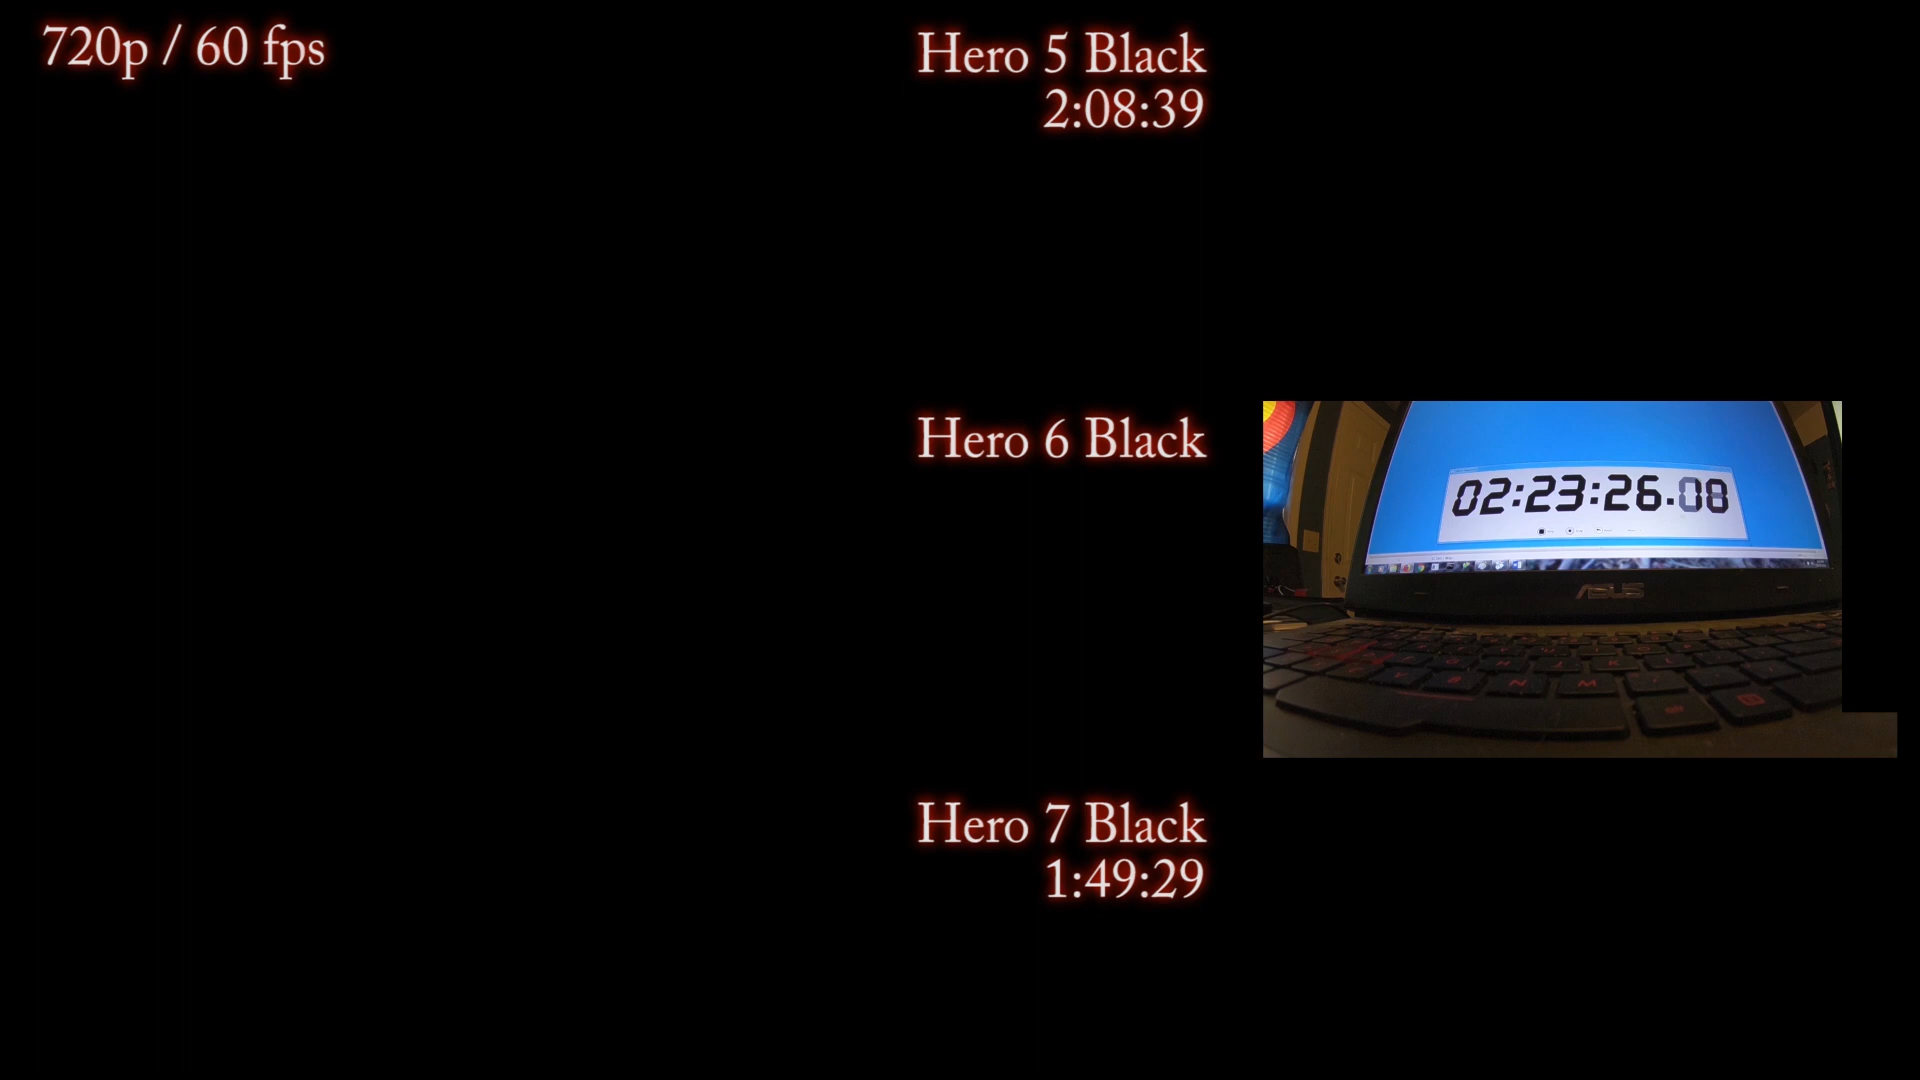 720p / 60 fps
Hero 5 Black
2:08:39
Hero 6 Black
02:23:26.08
ASUS
H J K L
B N M
Hero 7 Black
1:49:29